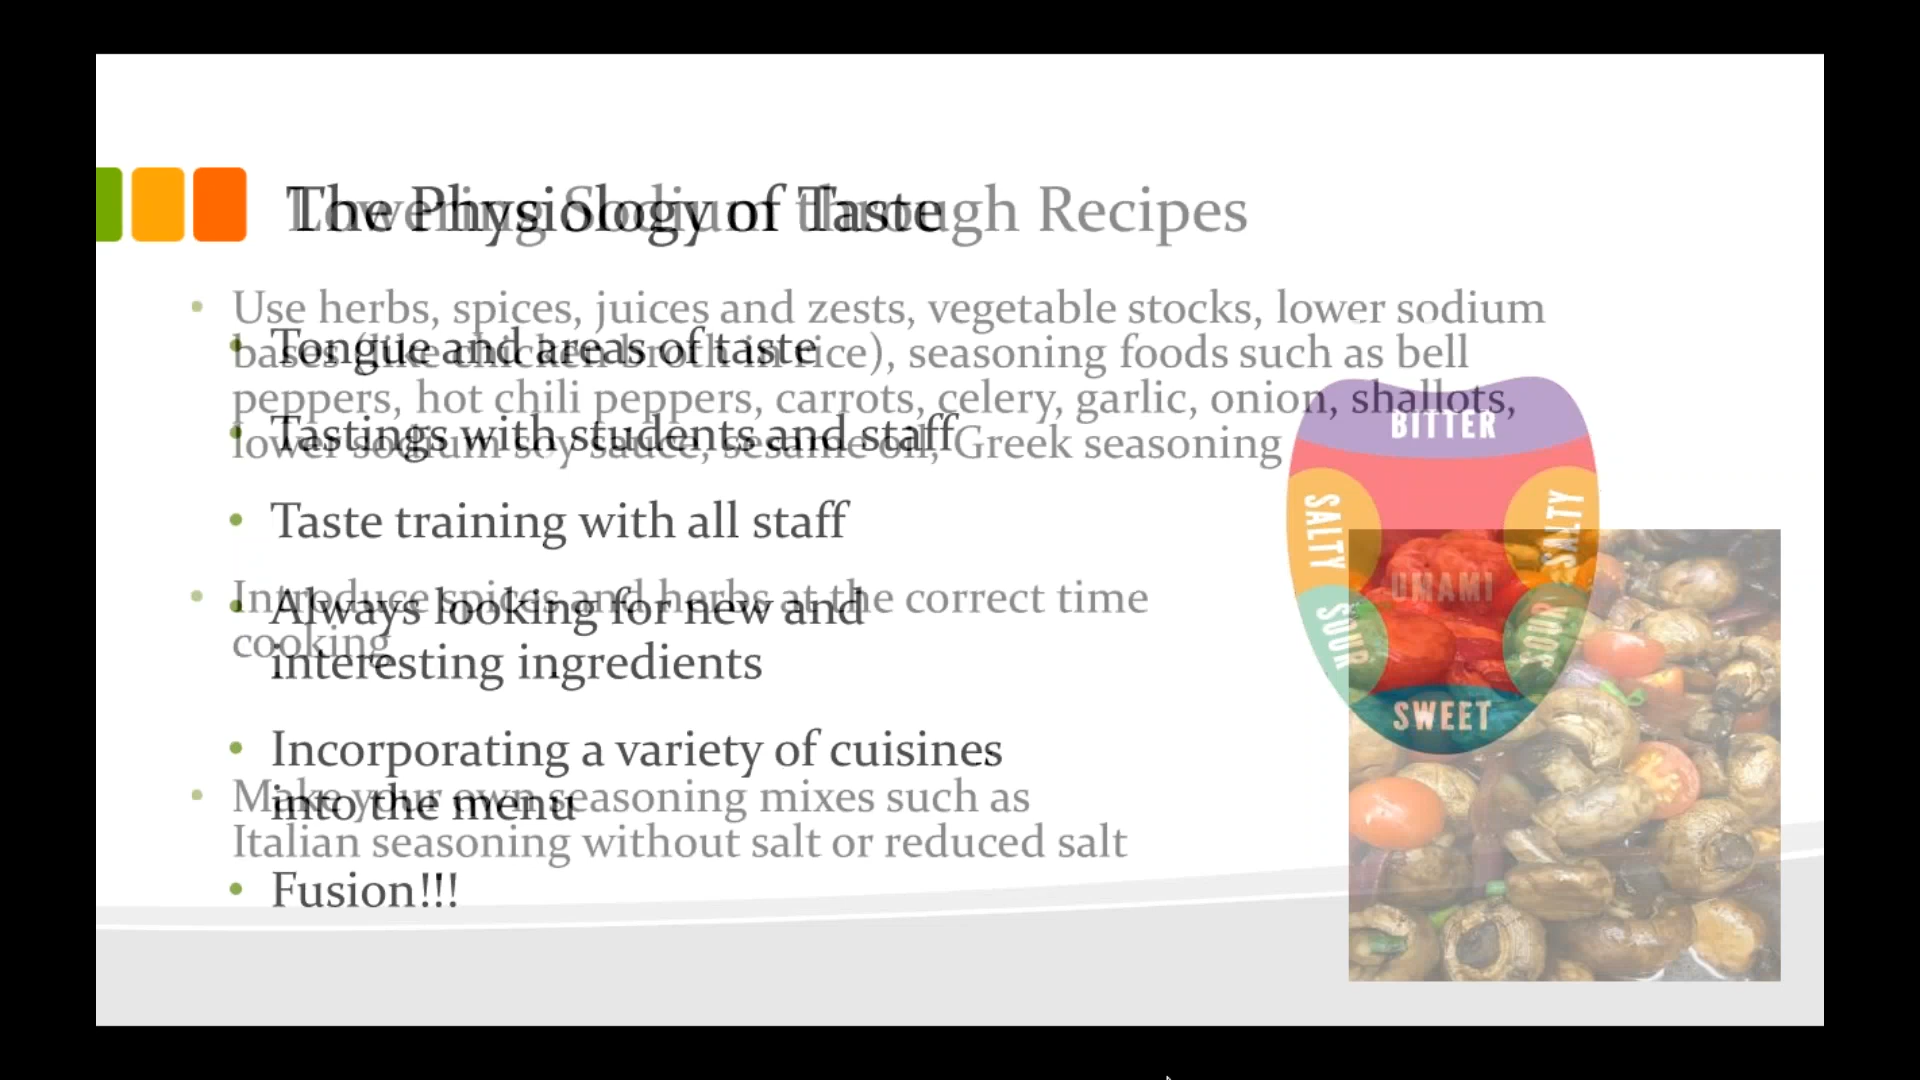 The Physiology of Taste
Lowering Sodium through Recipes
• Use herbs, spices, juices and zests, vegetable stocks, lower sodium
bases (like chicken broth in rice), seasoning foods such as bell
peppers, hot chili peppers, carrots, celery, garlic, onion, shallots,
lower sodium soy sauce, sesame oil, Greek seasoning
• Introduce spices and herbs at the correct time
cooking
• Make your own seasoning mixes such as
Italian seasoning without salt or reduced salt
• Tongue and areas of taste
• Tastings with students and staff
• Taste training with all staff
• Always looking for new and
interesting ingredients
• Incorporating a variety of cuisines
into the menu
• Fusion!!!
BITTER
SALTY
SALTY
UMAMI
SOUR
SOUR
SWEET